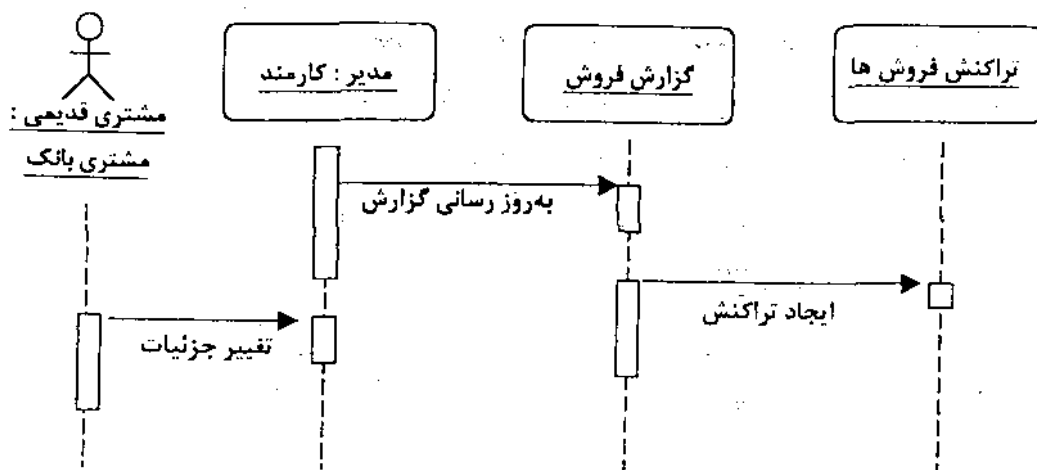 مشتری قدیمی :
مشتری بانک
مدیر : کارمند
گزارش فروش
تراکنش فروش ها
به‌روز رسانی گزارش
ایجاد تراکنش
تغییر جزئیات